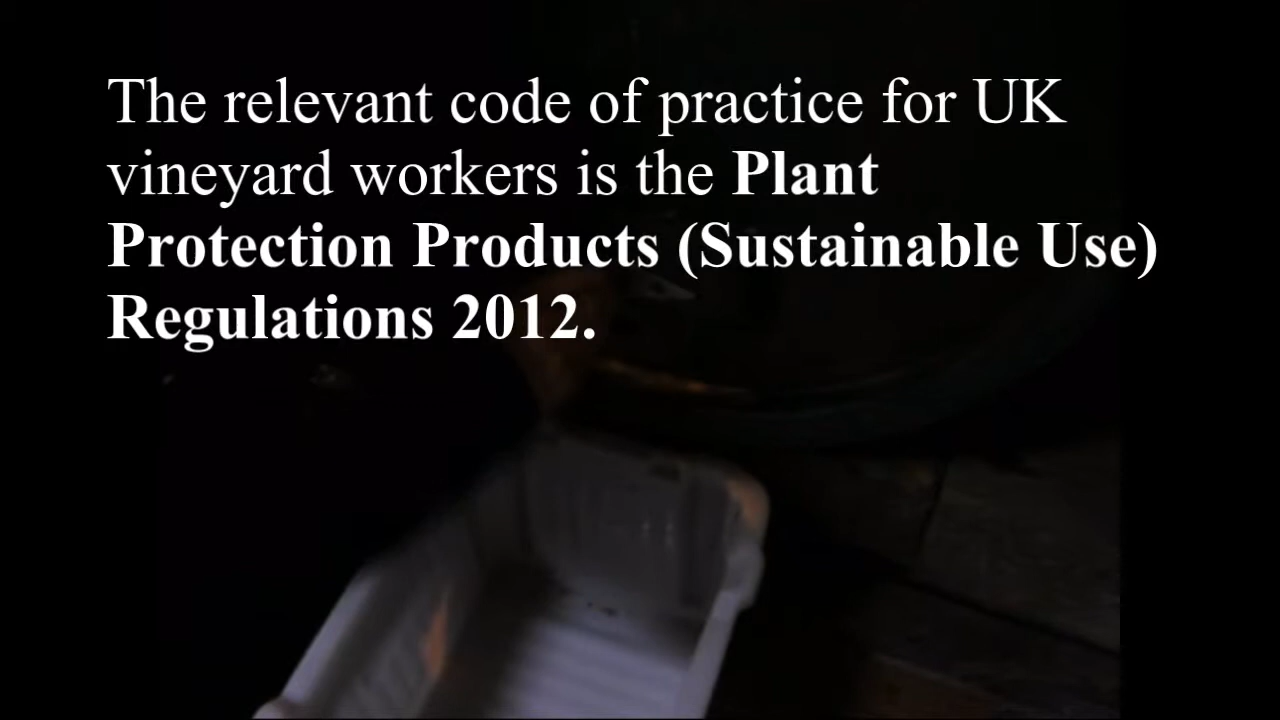 The relevant code of practice for UK
vineyard workers is the Plant
Protection Products (Sustainable Use)
Regulations 2012.